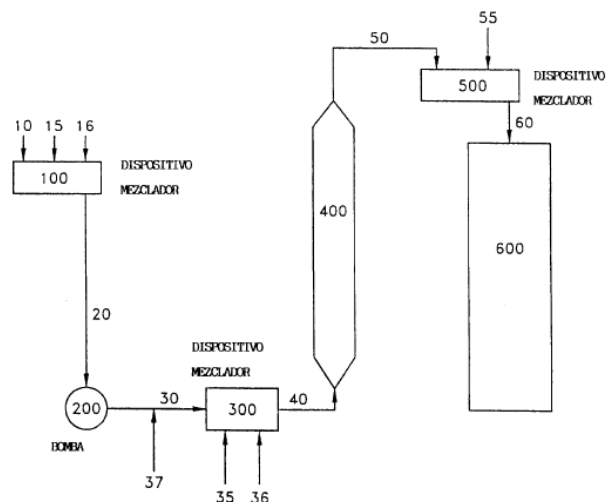 50
55
500
DISPOSITIVO
MEZCLADOR
60
10 15 16
100
DISPOSITIVO
MEZCLADOR
400
600
20
DISPOSITIVO
MEZCLADOR
200
30
300
40
BOMBA
37
35
36